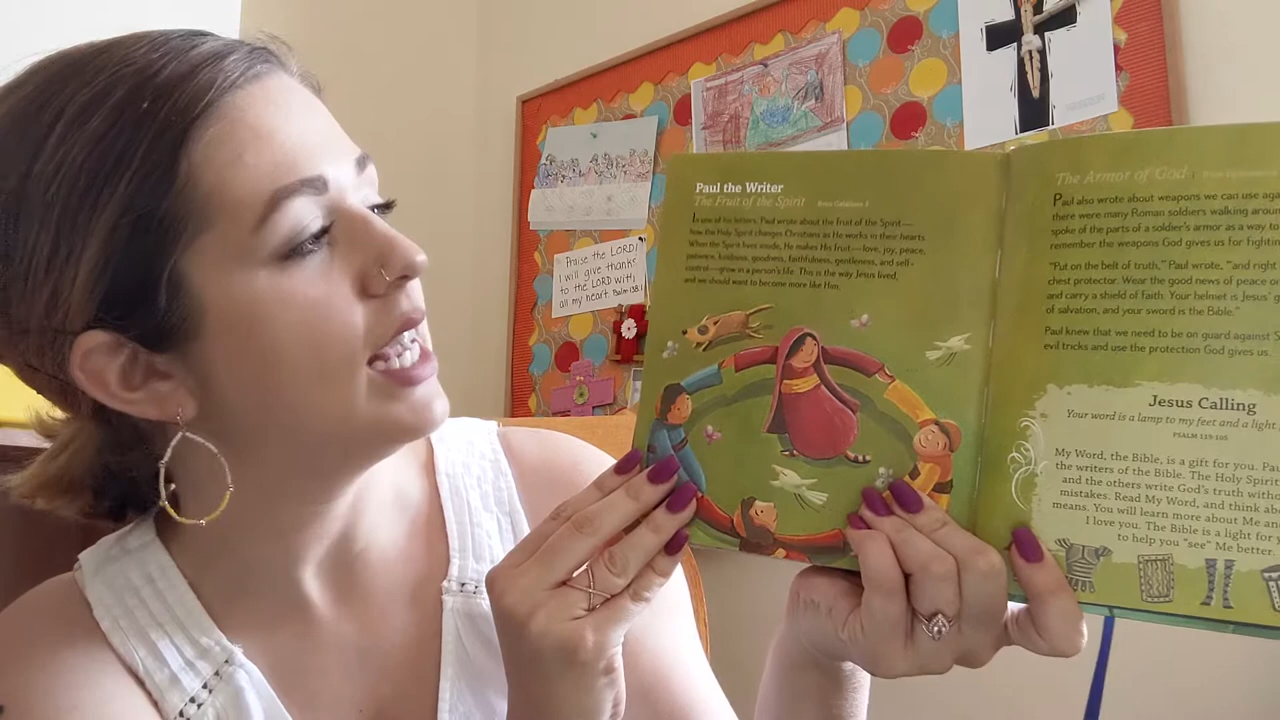 Praise the LORD!
I will give thanks
to the LORD with
all my heart. Psalm 138:1
Paul the Writer
The Fruit of the Spirit
In one of his letters, Paul wrote about the fruit of the Spirit—
how the Holy Spirit changes Christians as He works in their hearts.
When the Spirit lives inside, He makes His fruit—love, joy, peace,
patience, kindness, goodness, faithfulness, gentleness, and self-
control—grow in a person's life. This is the way Jesus lived,
and we should want to become more like Him.
The Armor of God
Paul also wrote about weapons we can use aga
there were many Roman soldiers walking aroun
spoke of the parts of a soldier's armor as a way to
remember the weapons God gives us for fightin
"Put on the belt of truth," Paul wrote, "and right
chest protector. Wear the good news of peace o
and carry a shield of faith. Your helmet is Jesus'
of salvation, and your sword is the Bible."
Paul knew that we need to be on guard against S
evil tricks and use the protection God gives us.
Jesus Calling
Your word is a lamp to my feet and a light
PSALM 119:105
My Word, the Bible, is a gift for you. Pau
the writers of the Bible. The Holy Spirit
and the others write God's truth witho
mistakes. Read My Word, and think ab
means. You will learn more about Me an
I love you. The Bible is a light for y
to help you "see" Me better.